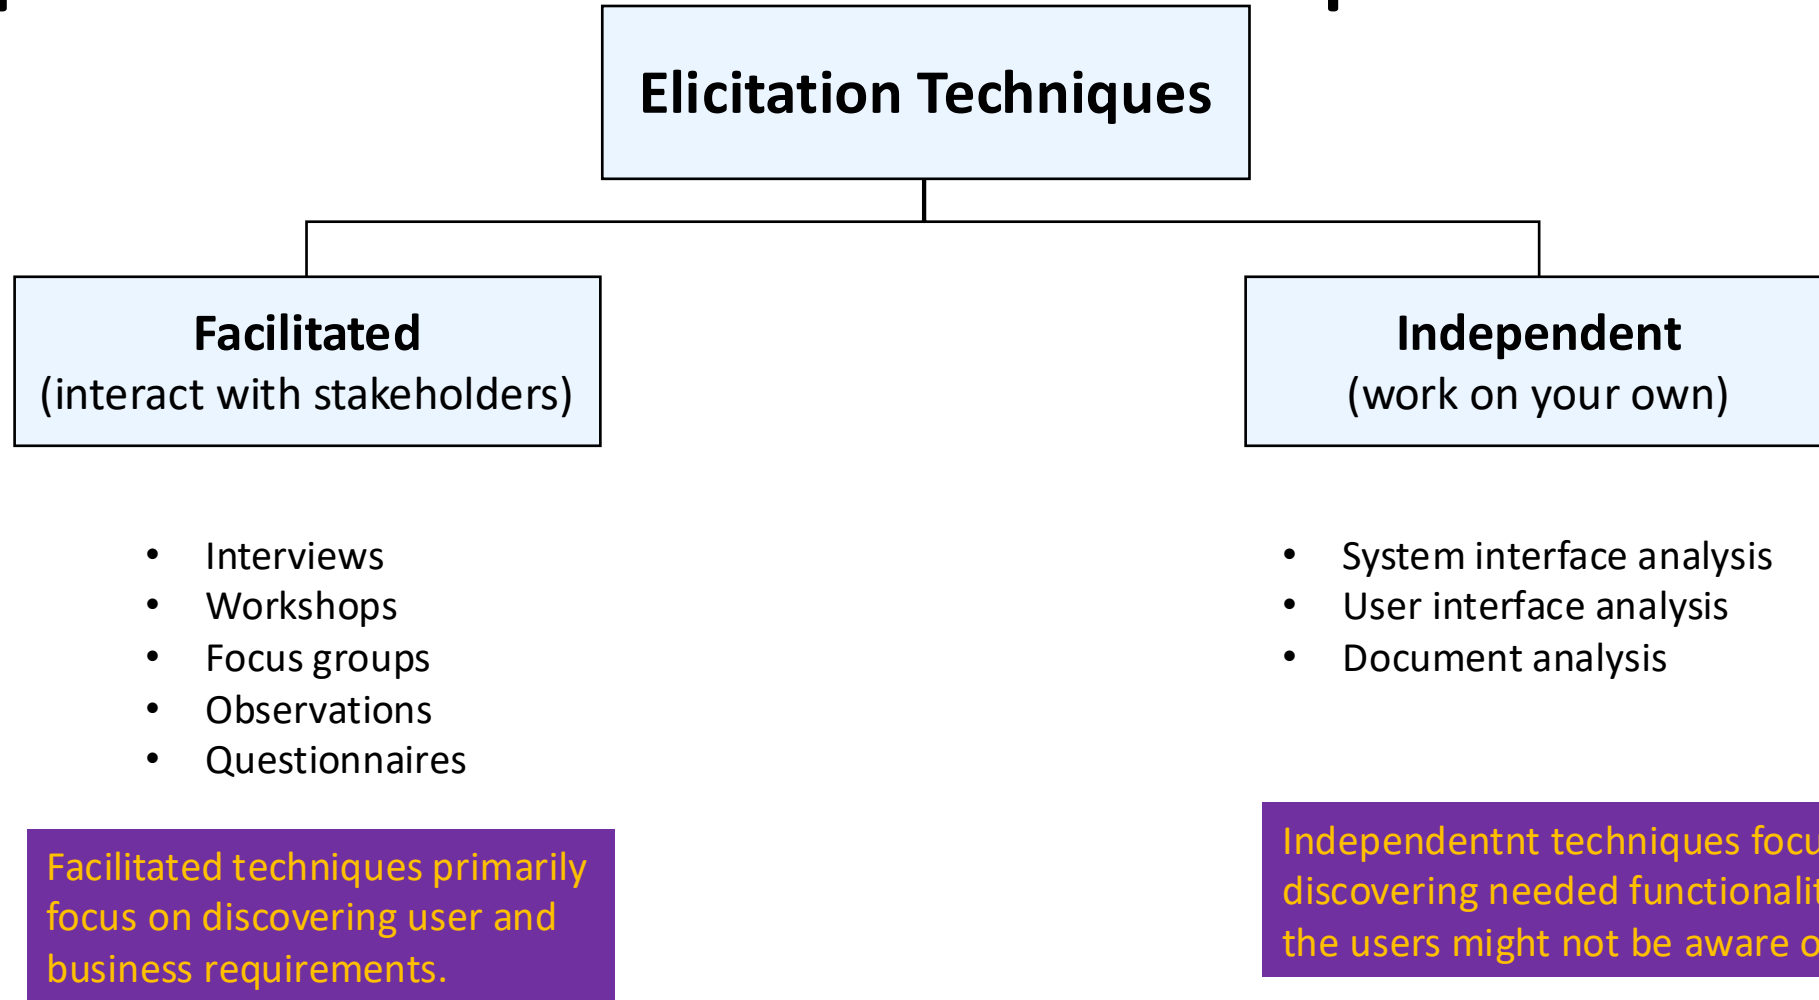 Elicitation Techniques
Facilitated
(interact with stakeholders)
Independent
(work on your own)
• Interviews
• Workshops
• Focus groups
• Observations
• Questionnaires
• System interface analysis
• User interface analysis
• Document analysis
Facilitated techniques primarily
focus on discovering user and
business requirements.
Independentnt techniques
discovering needed
the users might not be aware